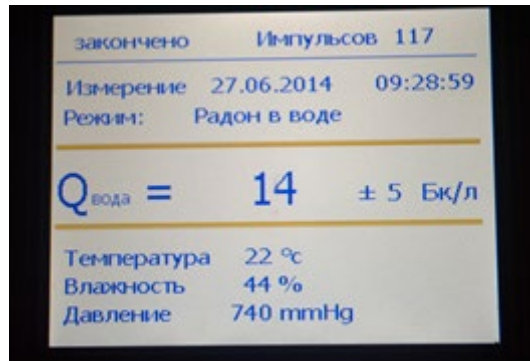 закончено Импульсов 117
Измерение 27.06.2014 09:28:59
Режим: Радон в воде
Qвода = 14 ± 5 Бк/л
Температура 22 °c
Влажность 44 %
Давление 740 mmHg